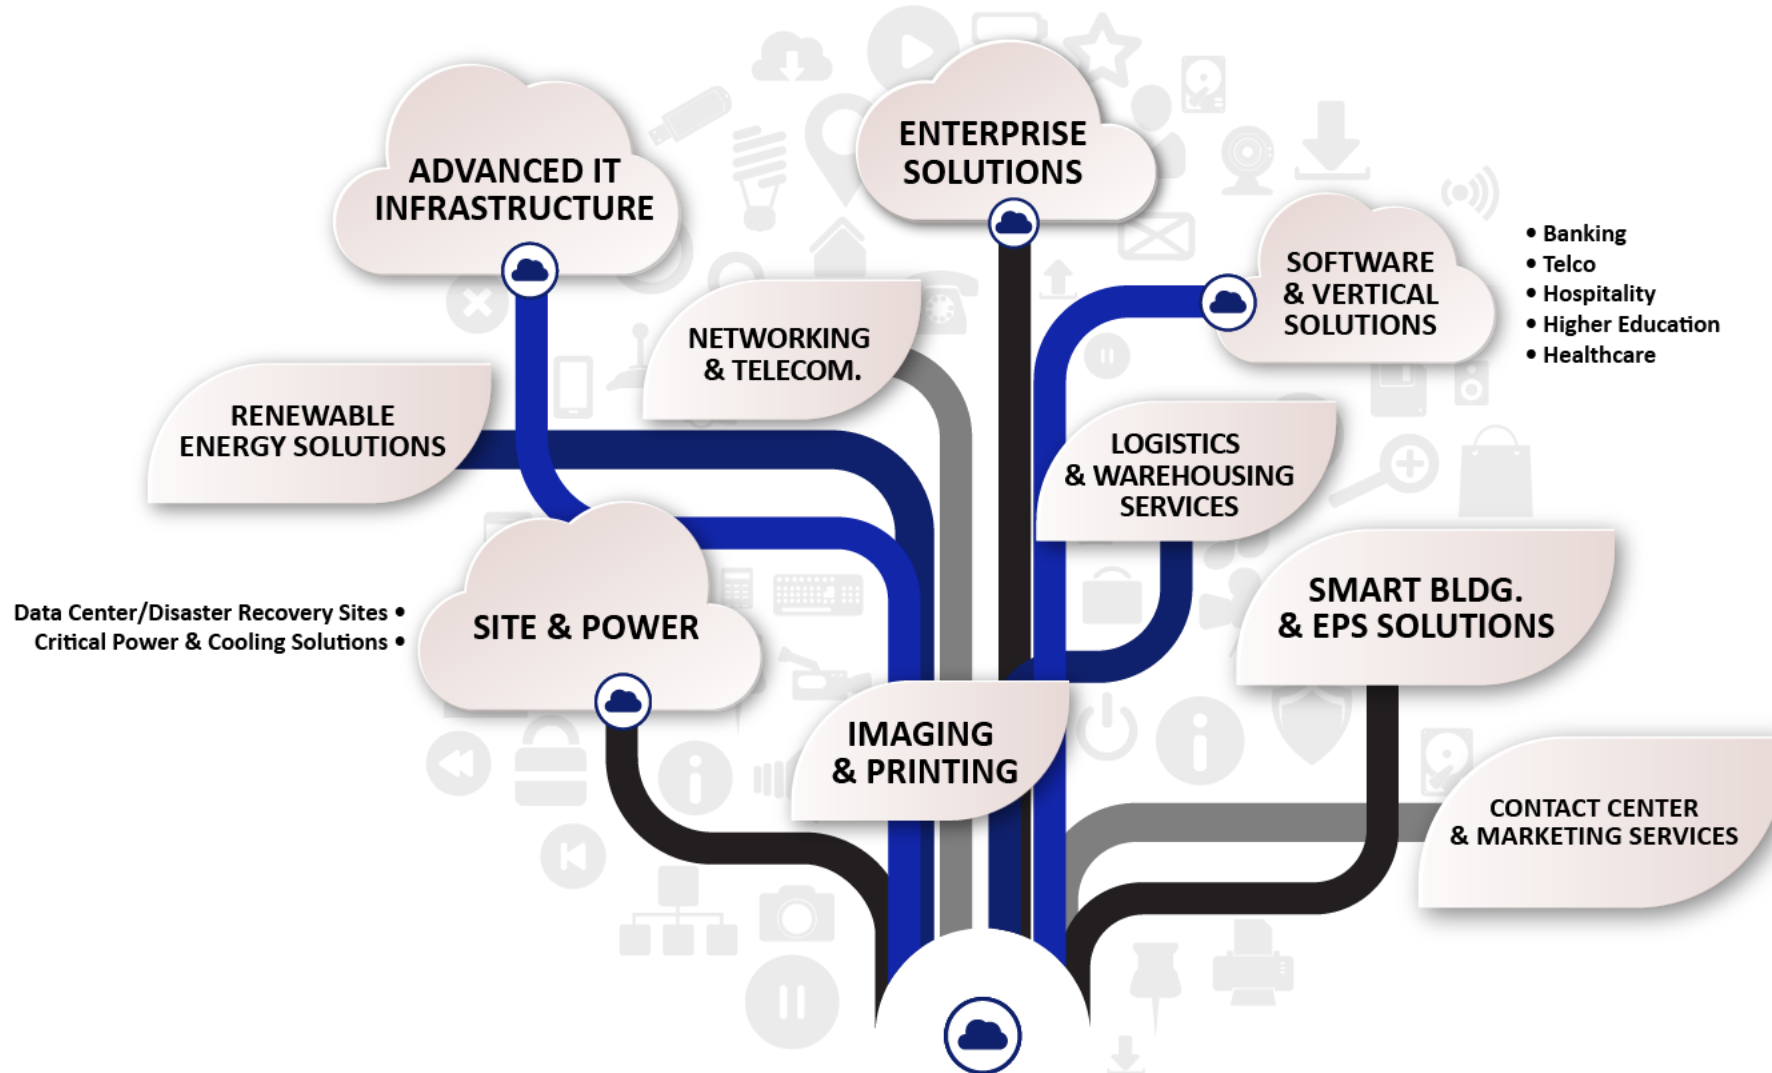 ADVANCED IT
INFRASTRUCTURE
ENTERPRISE
SOLUTIONS
SOFTWARE
& VERTICAL
SOLUTIONS
• Banking
• Telco
• Hospitality
• Higher Education
• Healthcare
NETWORKING
& TELECOM.
RENEWABLE
ENERGY SOLUTIONS
LOGISTICS
& WAREHOUSING
SERVICES
SITE & POWER
Data Center/Disaster Recovery Sites •
Critical Power & Cooling Solutions •
SMART BLDG.
& EPS SOLUTIONS
IMAGING
& PRINTING
CONTACT CENTER
& MARKETING SERVICES